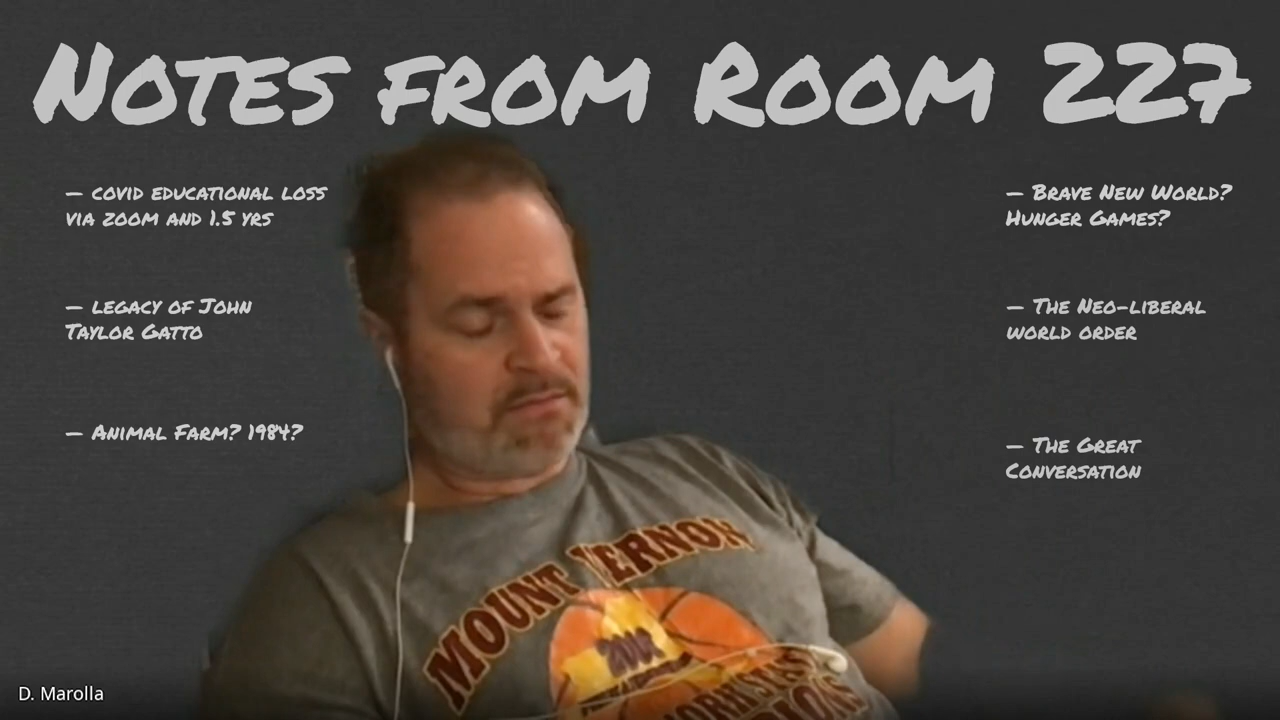 NOTES FROM ROOM 227
– COVID EDUCATIONAL LOSS
VIA ZOOM AND 1.5 YRS
– LEGACY OF JOHN
TAYLOR GATTO
– ANIMAL FARM? 1984?
– BRAVE NEW WORLD?
HUNGER GAMES?
– THE NEO-LIBERAL
WORLD ORDER
– THE GREAT
CONVERSATION
MOUNT VERNON
D. Marolla